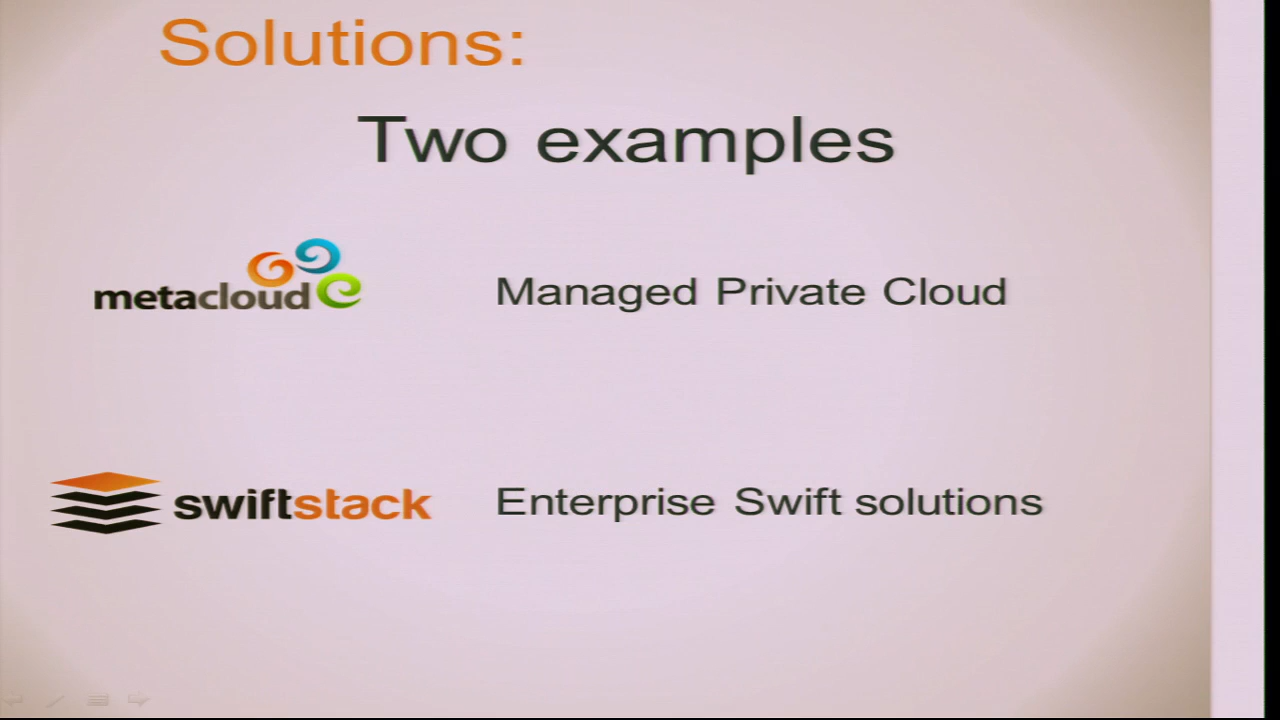 Solutions:
Two examples
metacloud
Managed Private Cloud
swiftstack
Enterprise Swift solutions